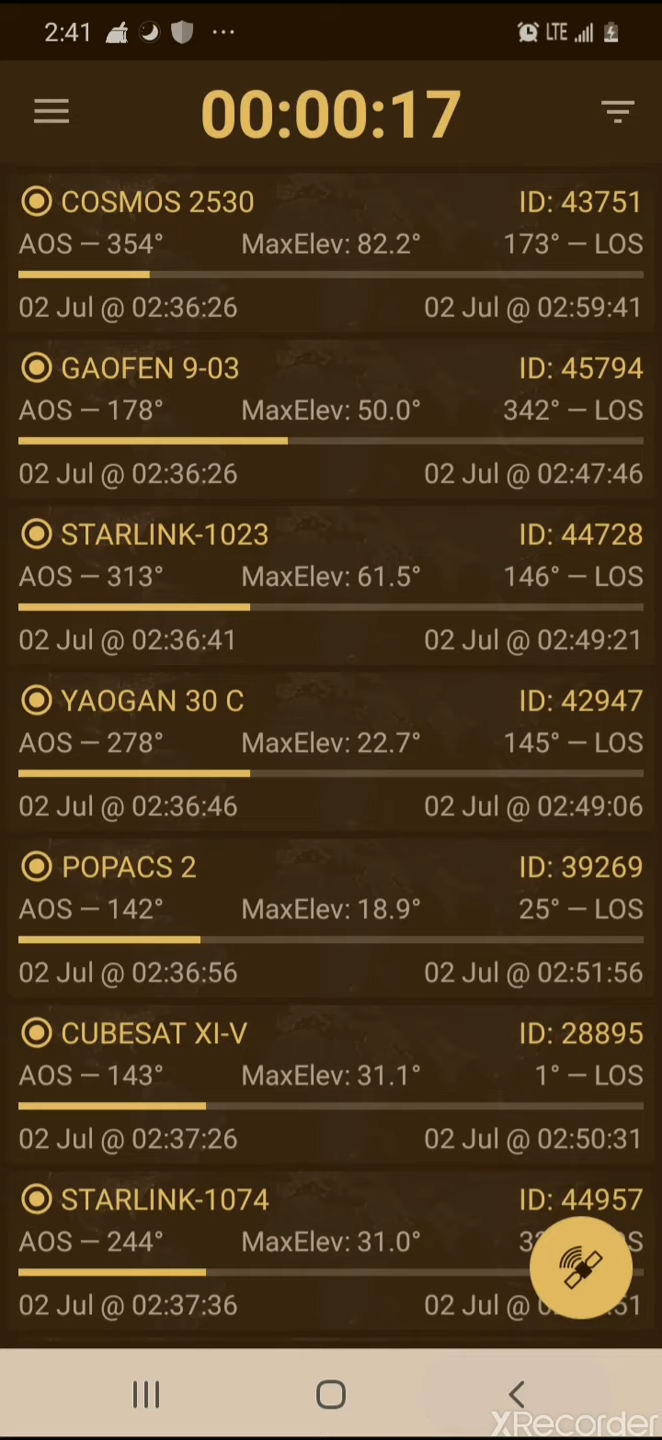 2:41 LTE
00:00:17
COSMOS 2530 ID: 43751
AOS – 354° MaxElev: 82.2° 173° – LOS
02 Jul @ 02:36:26 02 Jul @ 02:59:41
GAOFEN 9-03 ID: 45794
AOS – 178° MaxElev: 50.0° 342° – LOS
02 Jul @ 02:36:26 02 Jul @ 02:47:46
STARLINK-1023 ID: 44728
AOS – 313° MaxElev: 61.5° 146° – LOS
02 Jul @ 02:36:41 02 Jul @ 02:49:21
YAOGAN 30 C ID: 42947
AOS – 278° MaxElev: 22.7° 145° – LOS
02 Jul @ 02:36:46 02 Jul @ 02:49:06
POPACS 2 ID: 39269
AOS – 142° MaxElev: 18.9° 25° – LOS
02 Jul @ 02:36:56 02 Jul @ 02:51:56
CUBESAT XI-V ID: 28895
AOS – 143° MaxElev: 31.1° 1° – LOS
02 Jul @ 02:37:26 02 Jul @ 02:50:31
STARLINK-1074 ID: 44957
AOS – 244° MaxElev: 31.0°
02 Jul @ 02:37:36 02 Jul @
XRecorder